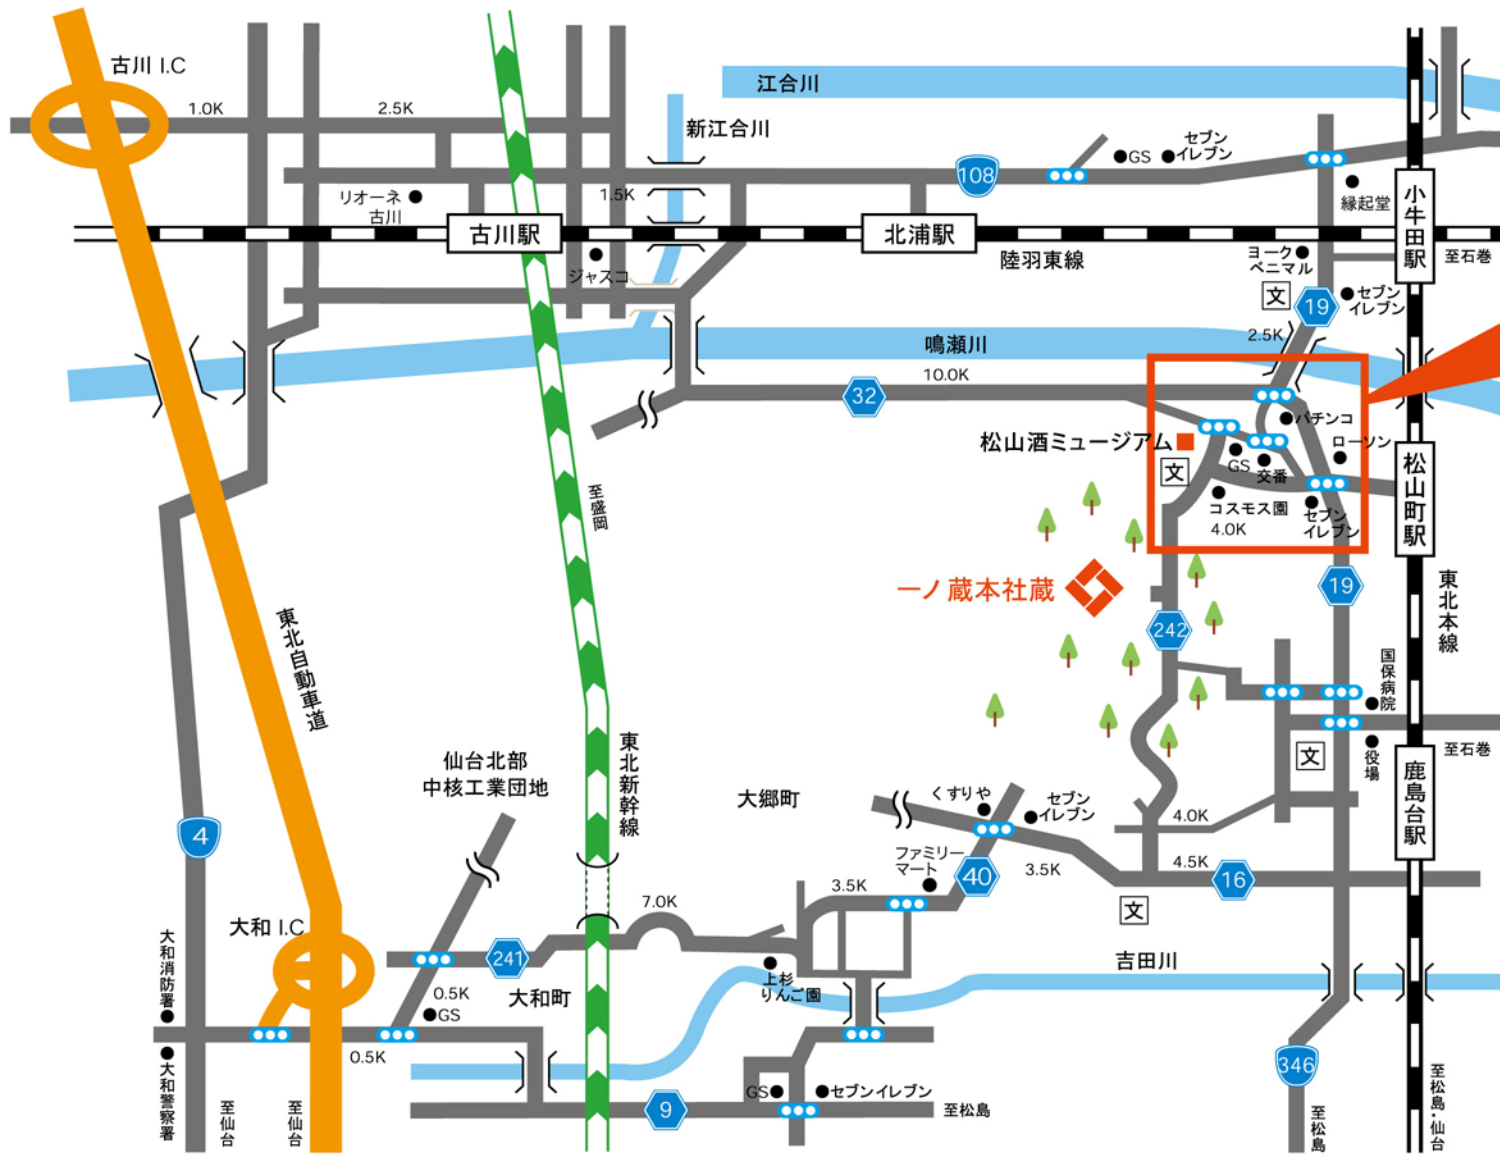 古川 I.C
1.0K
2.5K
江合川
新江合川
108
GS
セブン
イレブン
リオーネ
古川
1.5K
縁起堂
小牛田駅
古川駅
北浦駅
陸羽東線
ヨーク
ベニマル
至石巻
ジャスコ
文
19
セブン
イレブン
鳴瀬川
2.5K
10.0K
32
パチンコ
松山酒ミュージアム
ローソン
文
GS
交番
松山町駅
コスモス園
4.0K
セブン
イレブン
至盛岡
一ノ蔵本社蔵
19
東北本線
242
東北自動車道
国保病院
東北新幹線
仙台北部
中核工業団地
大郷町
文
役場
至石巻
鹿島台駅
くすりや
セブン
イレブン
4.0K
4
ファミリー
マート
40
3.5K
4.5K
16
3.5K
7.0K
文
大和 I.C
大和消防署
241
吉田川
0.5K
大和町
上杉
りんご園
GS
0.5K
346
大和警察署
至仙台
至仙台
9
GS
セブンイレブン
至松島
至松島
至松島・仙台